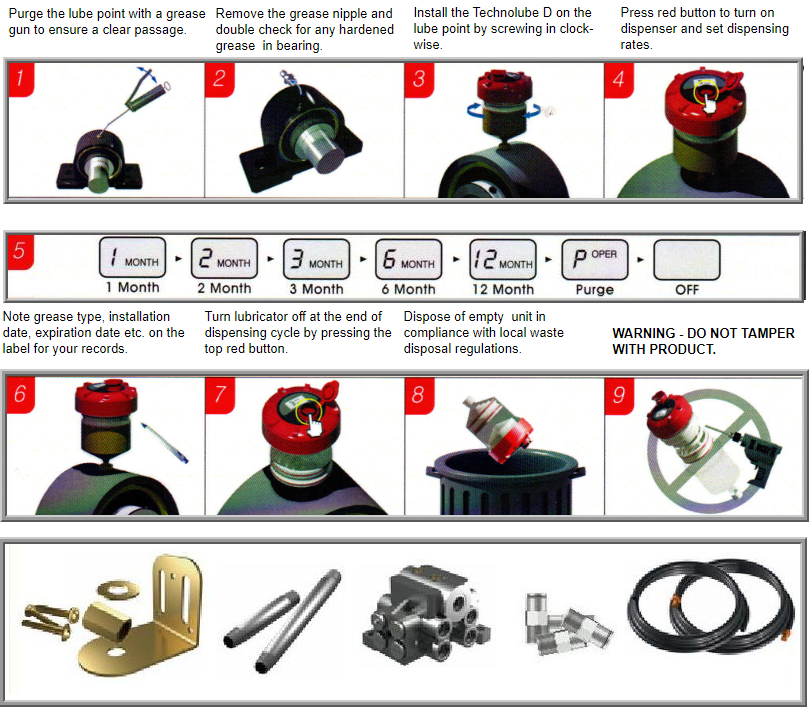 Purge the lube point with a grease
gun to ensure a clear passage.
Remove the grease nipple and
double check for any hardened
grease in bearing.
Install the Technolube D on the
lube point by screwing in clock-
wise.
Press red button to turn on
dispenser and set dispensing
rates.
1
2
3
4
5
1 MONTH
2 MONTH
3 MONTH
6 MONTH
12 MONTH
P OPER
1 Month
2 Month
3 Month
6 Month
12 Month
Purge
OFF
Note grease type, installation
date, expiration date etc. on the
label for your records.
Turn lubricator off at the end of
dispensing cycle by pressing the
top red button.
Dispose of empty unit in
compliance with local waste
disposal regulations.
WARNING - DO NOT TAMPER
WITH PRODUCT.
6
7
8
9